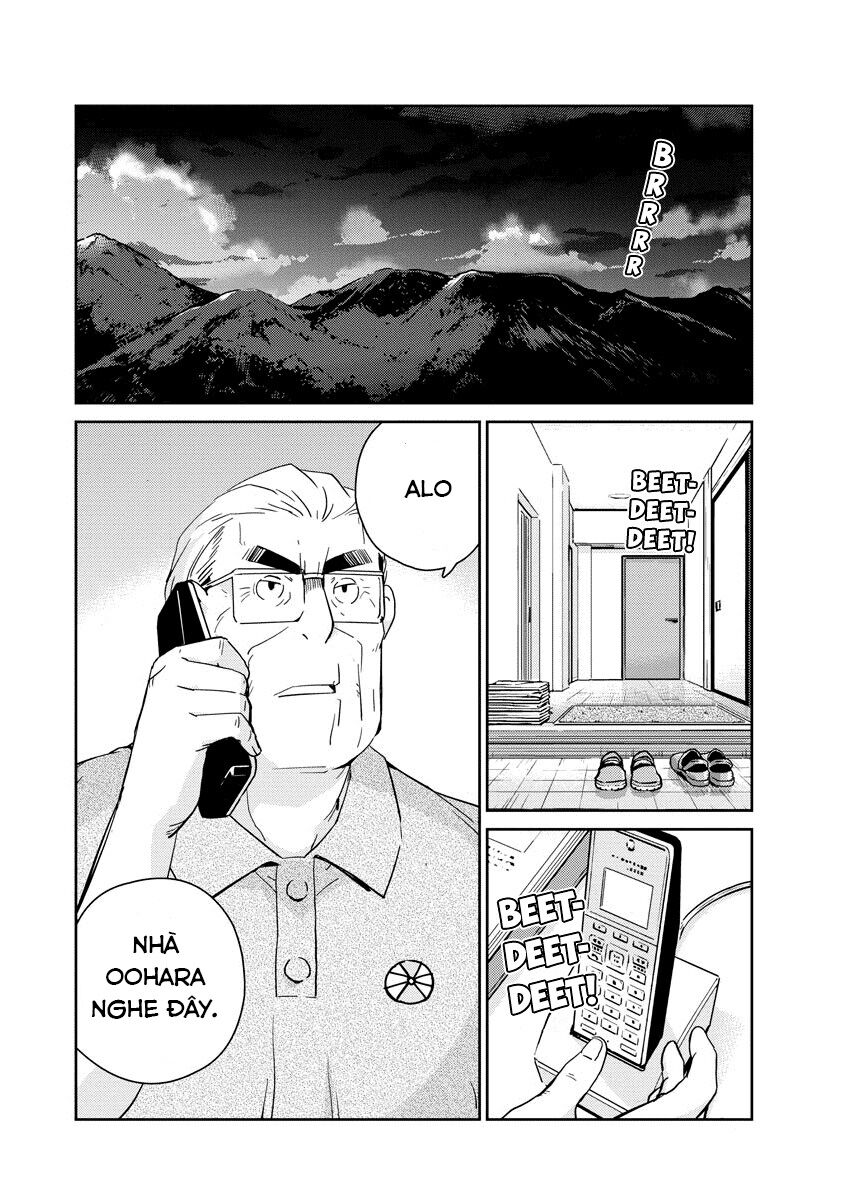 BRRRR
BEET-
DEET-
DEET!
BEET-
DEET-
DEET!
ALO
NHÀ
OOHARA
NGHE ĐÂY.